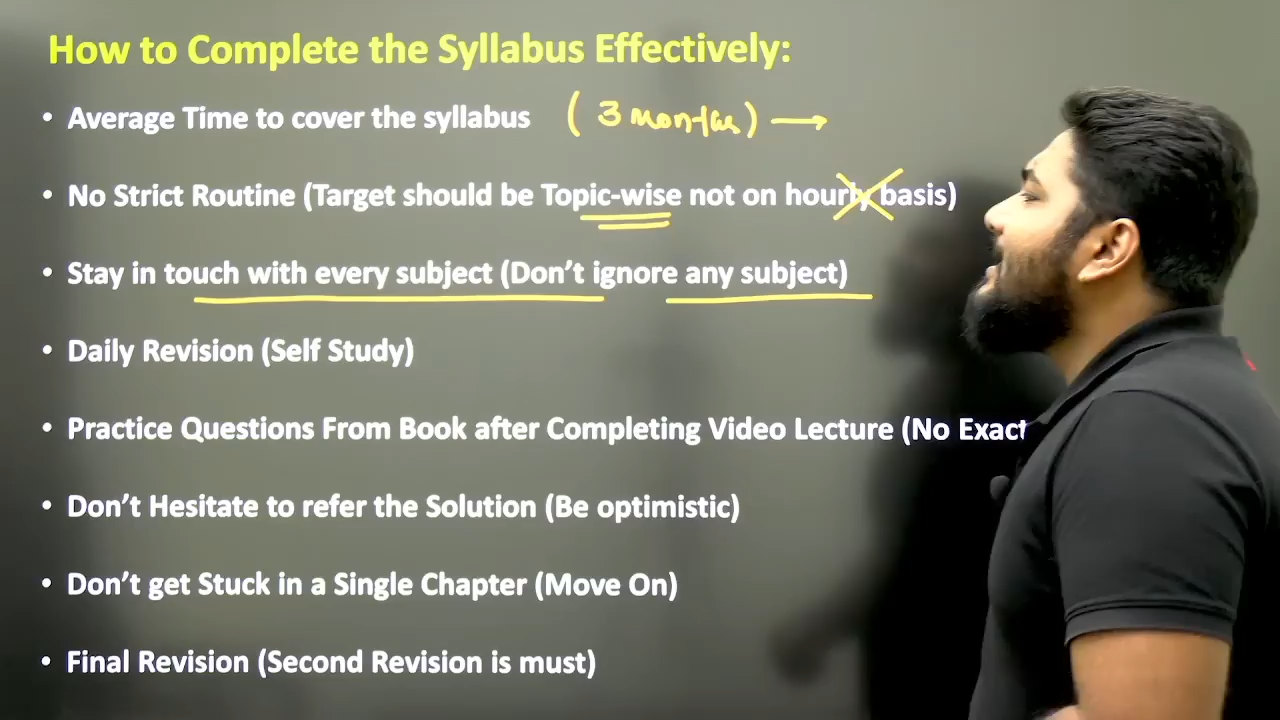 How to Complete the Syllabus Effectively:
• Average Time to cover the syllabus ( 3 months ) →
• No Strict Routine (Target should be Topic-wise not on hourly basis)
• Stay in touch with every subject (Don't ignore any subject)
• Daily Revision (Self Study)
• Practice Questions From Book after Completing Video Lecture (No Exact
• Don't Hesitate to refer the Solution (Be optimistic)
• Don't get Stuck in a Single Chapter (Move On)
• Final Revision (Second Revision is must)